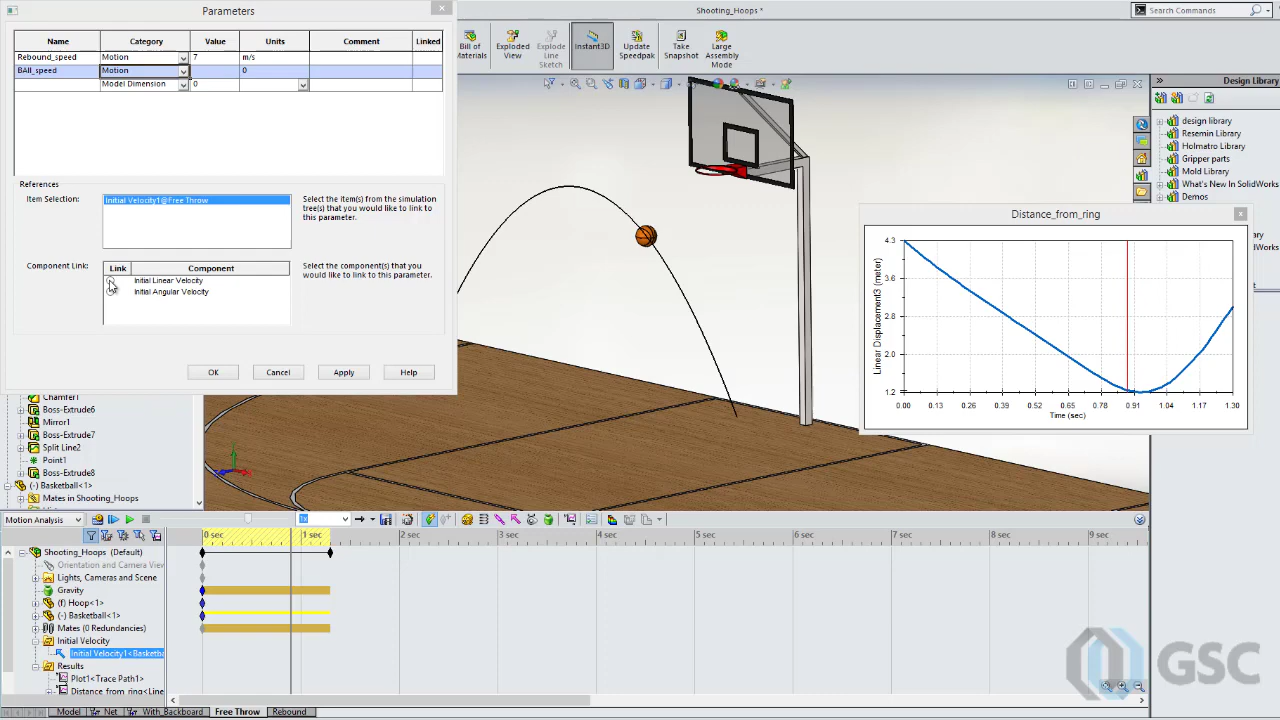 Parameters
Shooting_Hoops *
Search Commands
Name Category Value Units Comment Linked
Rebound_speed Motion 7 m/s
BAll_speed Motion 0
Model Dimension 0
References
Item Selection: Initial Velocity1@Free Throw
Select the item(s) from the simulation
tree(s) that you would like to link to
this parameter.
Component Link: Link Component
Initial Linear Velocity
Initial Angular Velocity
Select the component(s) that you
would like to link to this parameter.
OK Cancel Apply Help
Bill of
Materials
Exploded
View
Explode
Line
Sketch
Instant3D
Update
Speedpak
Take
Snapshot
Large
Assembly
Mode
Design Library
design library
Resemin Library
Holmatro Library
Gripper parts
Mold Library
What's New In SolidWorks
Demos
Distance_from_ring
Linear Displacement3 (meter)
4.3
3.6
2.8
2.0
1.2
0.00 0.13 0.26 0.39 0.52 0.65 0.78 0.91 1.04 1.17 1.30
Time (sec)
Chamfer1
Boss-Extrude6
Mirror1
Boss-Extrude7
Split Line2
Point1
Boss-Extrude8
(-) Basketball<1>
Mates in Shooting_Hoops
Motion Analysis
0 sec 1 sec 2 sec 3 sec 4 sec 5 sec 6 sec 7 sec 8 sec 9 sec
Shooting_Hoops (Default)
Orientation and Camera View
Lights, Cameras and Scene
Gravity
(f) Hoop<1>
(-) Basketball<1>
Mates (0 Redundancies)
Initial Velocity
Initial Velocity1<Basketba
Results
Plot1<Trace Path1>
Distance_from_ring<Line
Model Net With_Backboard Free Throw Rebound
GSC